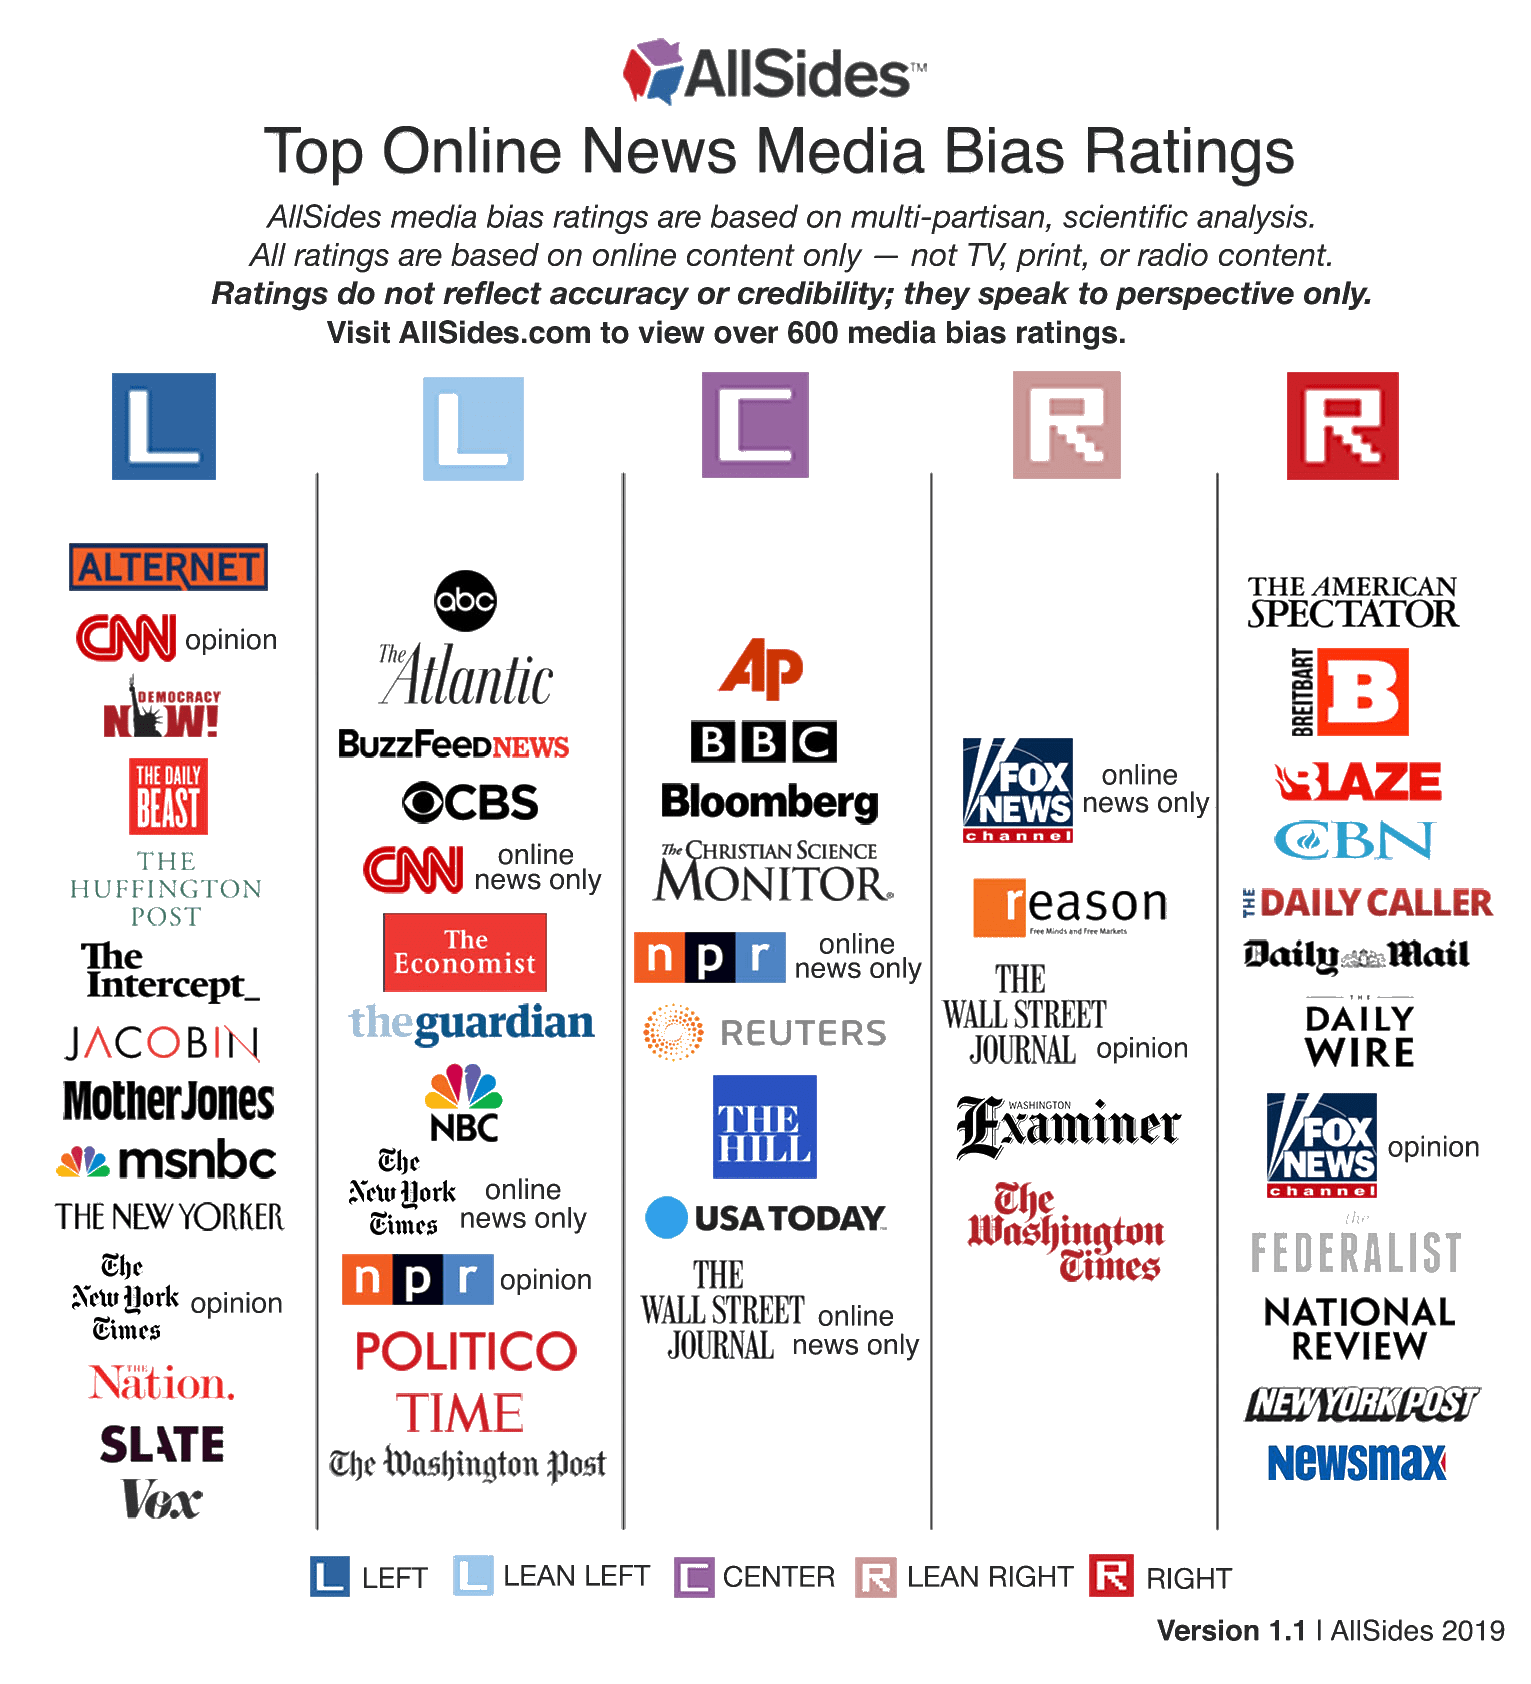 AllSides™
Top Online News Media Bias Ratings
AllSides media bias ratings are based on multi-partisan, scientific analysis.
All ratings are based on online content only — not TV, print, or radio content.
Ratings do not reflect accuracy or credibility; they speak to perspective only.
Visit AllSides.com to view over 600 media bias ratings.
L
L
C
R
R
ALTERNET
CNN opinion
DEMOCRACY
NOW!
THE DAILY
BEAST
THE
HUFFINGTON
POST
The
Intercept_
JACOBIN
Mother Jones
msnbc
THE NEW YORKER
The
New York
Times
opinion
THE
Nation.
SLATE
Vox
abc
The
Atlantic
BuzzFeedNEWS
CBS
CNN
online
news only
The
Economist
theguardian
NBC
The
New York
Times
online
news only
npr opinion
POLITICO
TIME
The Washington Post
AP
BBC
Bloomberg
The CHRISTIAN SCIENCE
MONITOR®
npr
online
news only
REUTERS
THE
HILL
USA TODAY
THE
WALL STREET
JOURNAL
online
news only
FOX
NEWS
channel
online
news only
reason
Free Minds and Free Markets
THE
WALL STREET
JOURNAL opinion
WASHINGTON
Examiner
The
Washington
Times
THE AMERICAN
SPECTATOR
BREITBART
B
BLAZE
CBN
THE DAILY CALLER
Daily Mail
THE
DAILY
WIRE
FOX
NEWS
channel
opinion
the
FEDERALIST
NATIONAL
REVIEW
NEW YORK POST
Newsmax
L LEFT L LEAN LEFT C CENTER R LEAN RIGHT R RIGHT
Version 1.1 | AllSides 2019